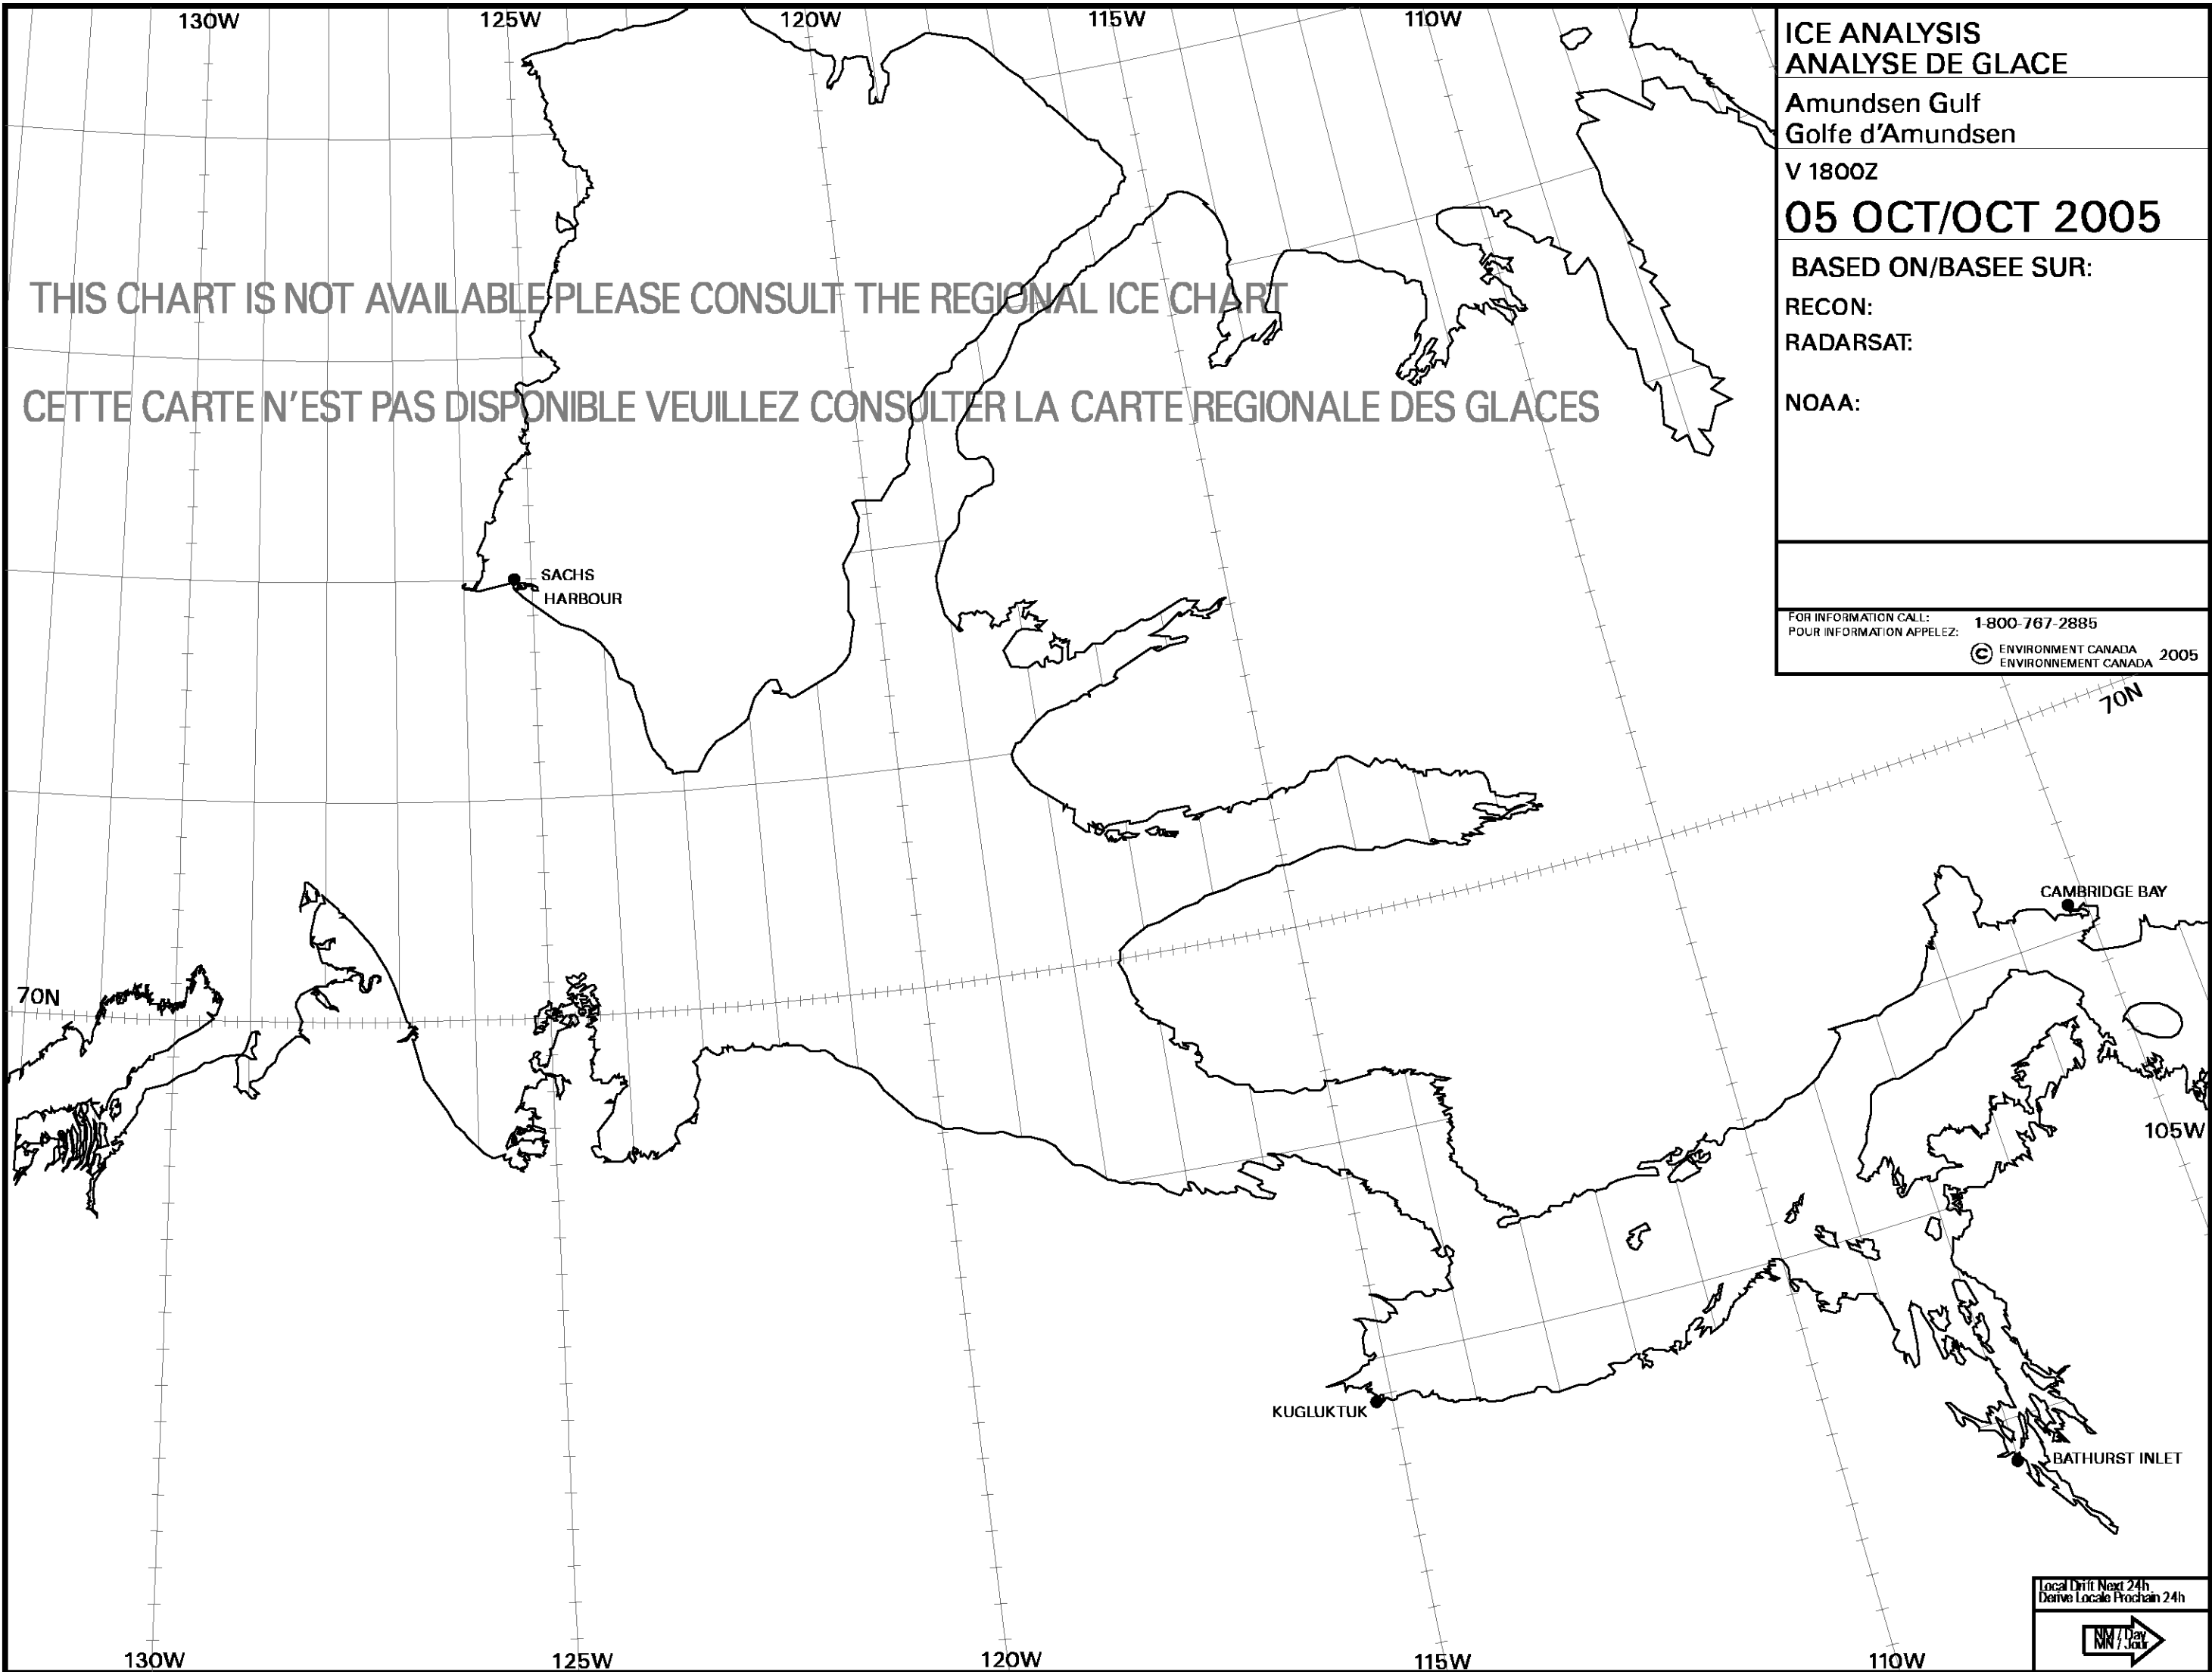 130W 125W 120W 115W 110W
ICE ANALYSIS
ANALYSE DE GLACE
Amundsen Gulf
Golfe d'Amundsen
V 1800Z
05 OCT/OCT 2005
BASED ON/BASEE SUR:
RECON:
RADARSAT:
NOAA:
FOR INFORMATION CALL:
POUR INFORMATION APPELEZ:
1-800-767-2885
© ENVIRONMENT CANADA
ENVIRONNEMENT CANADA
2005
THIS CHART IS NOT AVAILABLE PLEASE CONSULT THE REGIONAL ICE CHART
CETTE CARTE N'EST PAS DISPONIBLE VEUILLEZ CONSULTER LA CARTE REGIONALE DES GLACES
SACHS
HARBOUR
70N
CAMBRIDGE BAY
70N
105W
KUGLUKTUK
BATHURST INLET
Local Drift Next 24h
Derive Locale Prochain 24h
NM / Day
MN / Jour
130W 125W 120W 115W 110W